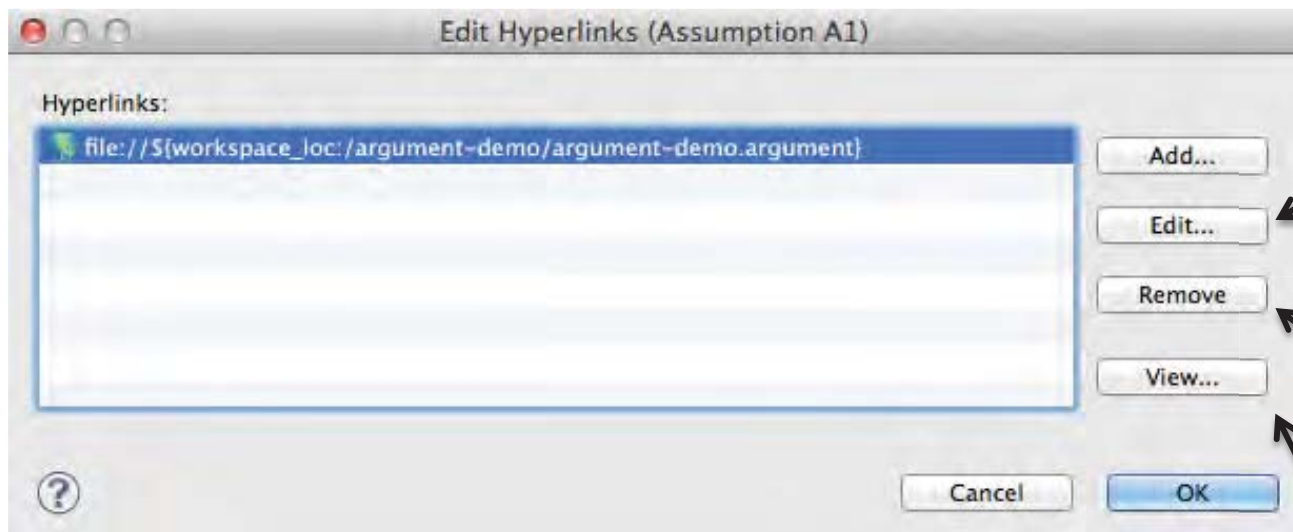 Edit Hyperlinks (Assumption A1)
Hyperlinks:
file://${workspace_loc:/argument-demo/argument-demo.argument}
Add...
Edit...
Remove
View...
?
Cancel
OK